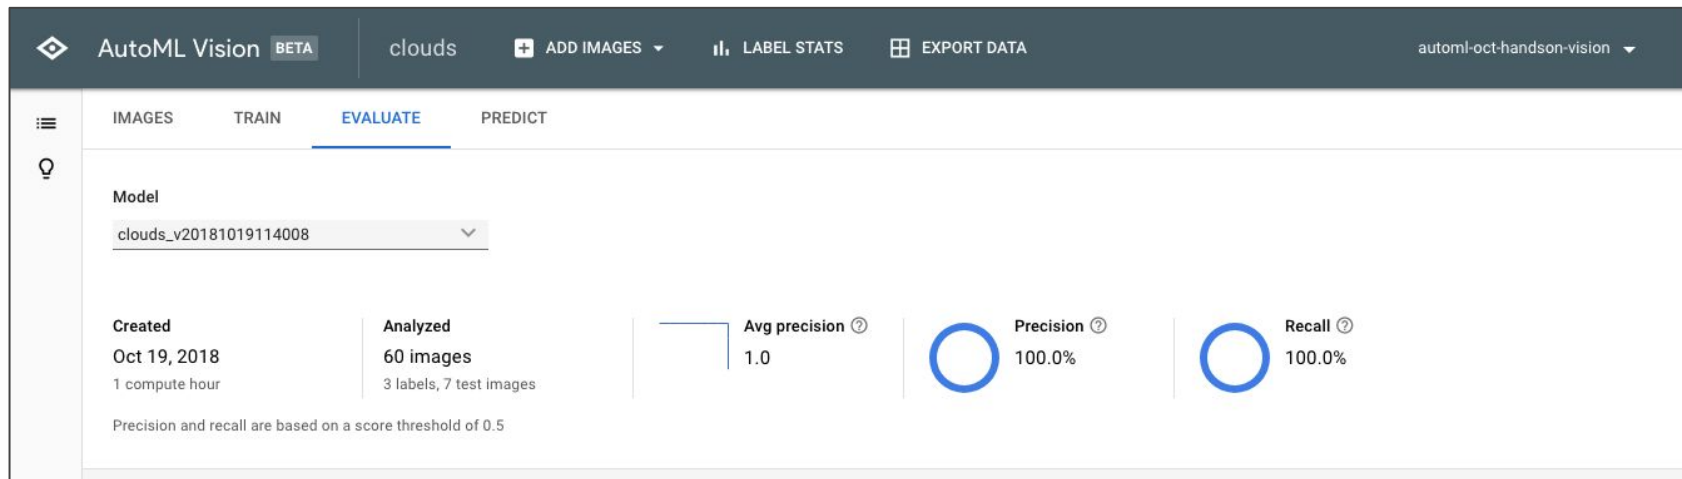 AutoML Vision BETA clouds ADD IMAGES LABEL STATS EXPORT DATA automl-oct-handson-vision
IMAGES TRAIN EVALUATE PREDICT
Model
clouds_v20181019114008
Created Analyzed Avg precision Precision Recall
Oct 19, 2018 60 images 1.0 100.0% 100.0%
1 compute hour 3 labels, 7 test images
Precision and recall are based on a score threshold of 0.5